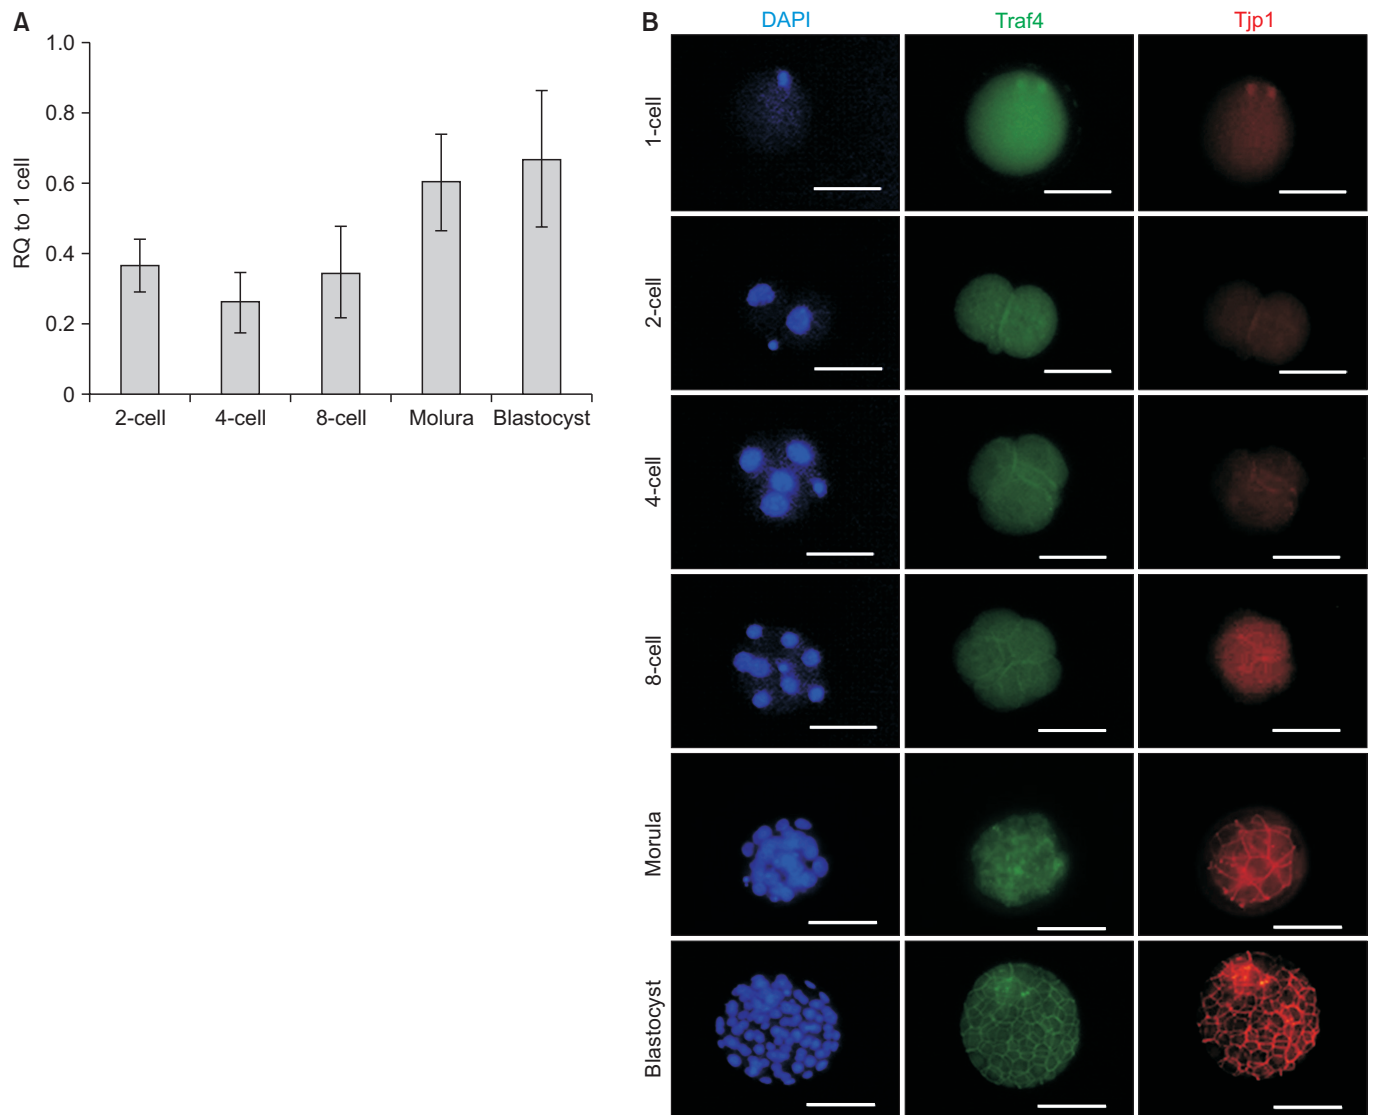 A
1.0
0.8
0.6
0.4
0.2
0
RQ to 1 cell
2-cell 4-cell 8-cell Molura Blastocyst
B
DAPI Traf4 Tjp1
1-cell
2-cell
4-cell
8-cell
Morula
Blastocyst